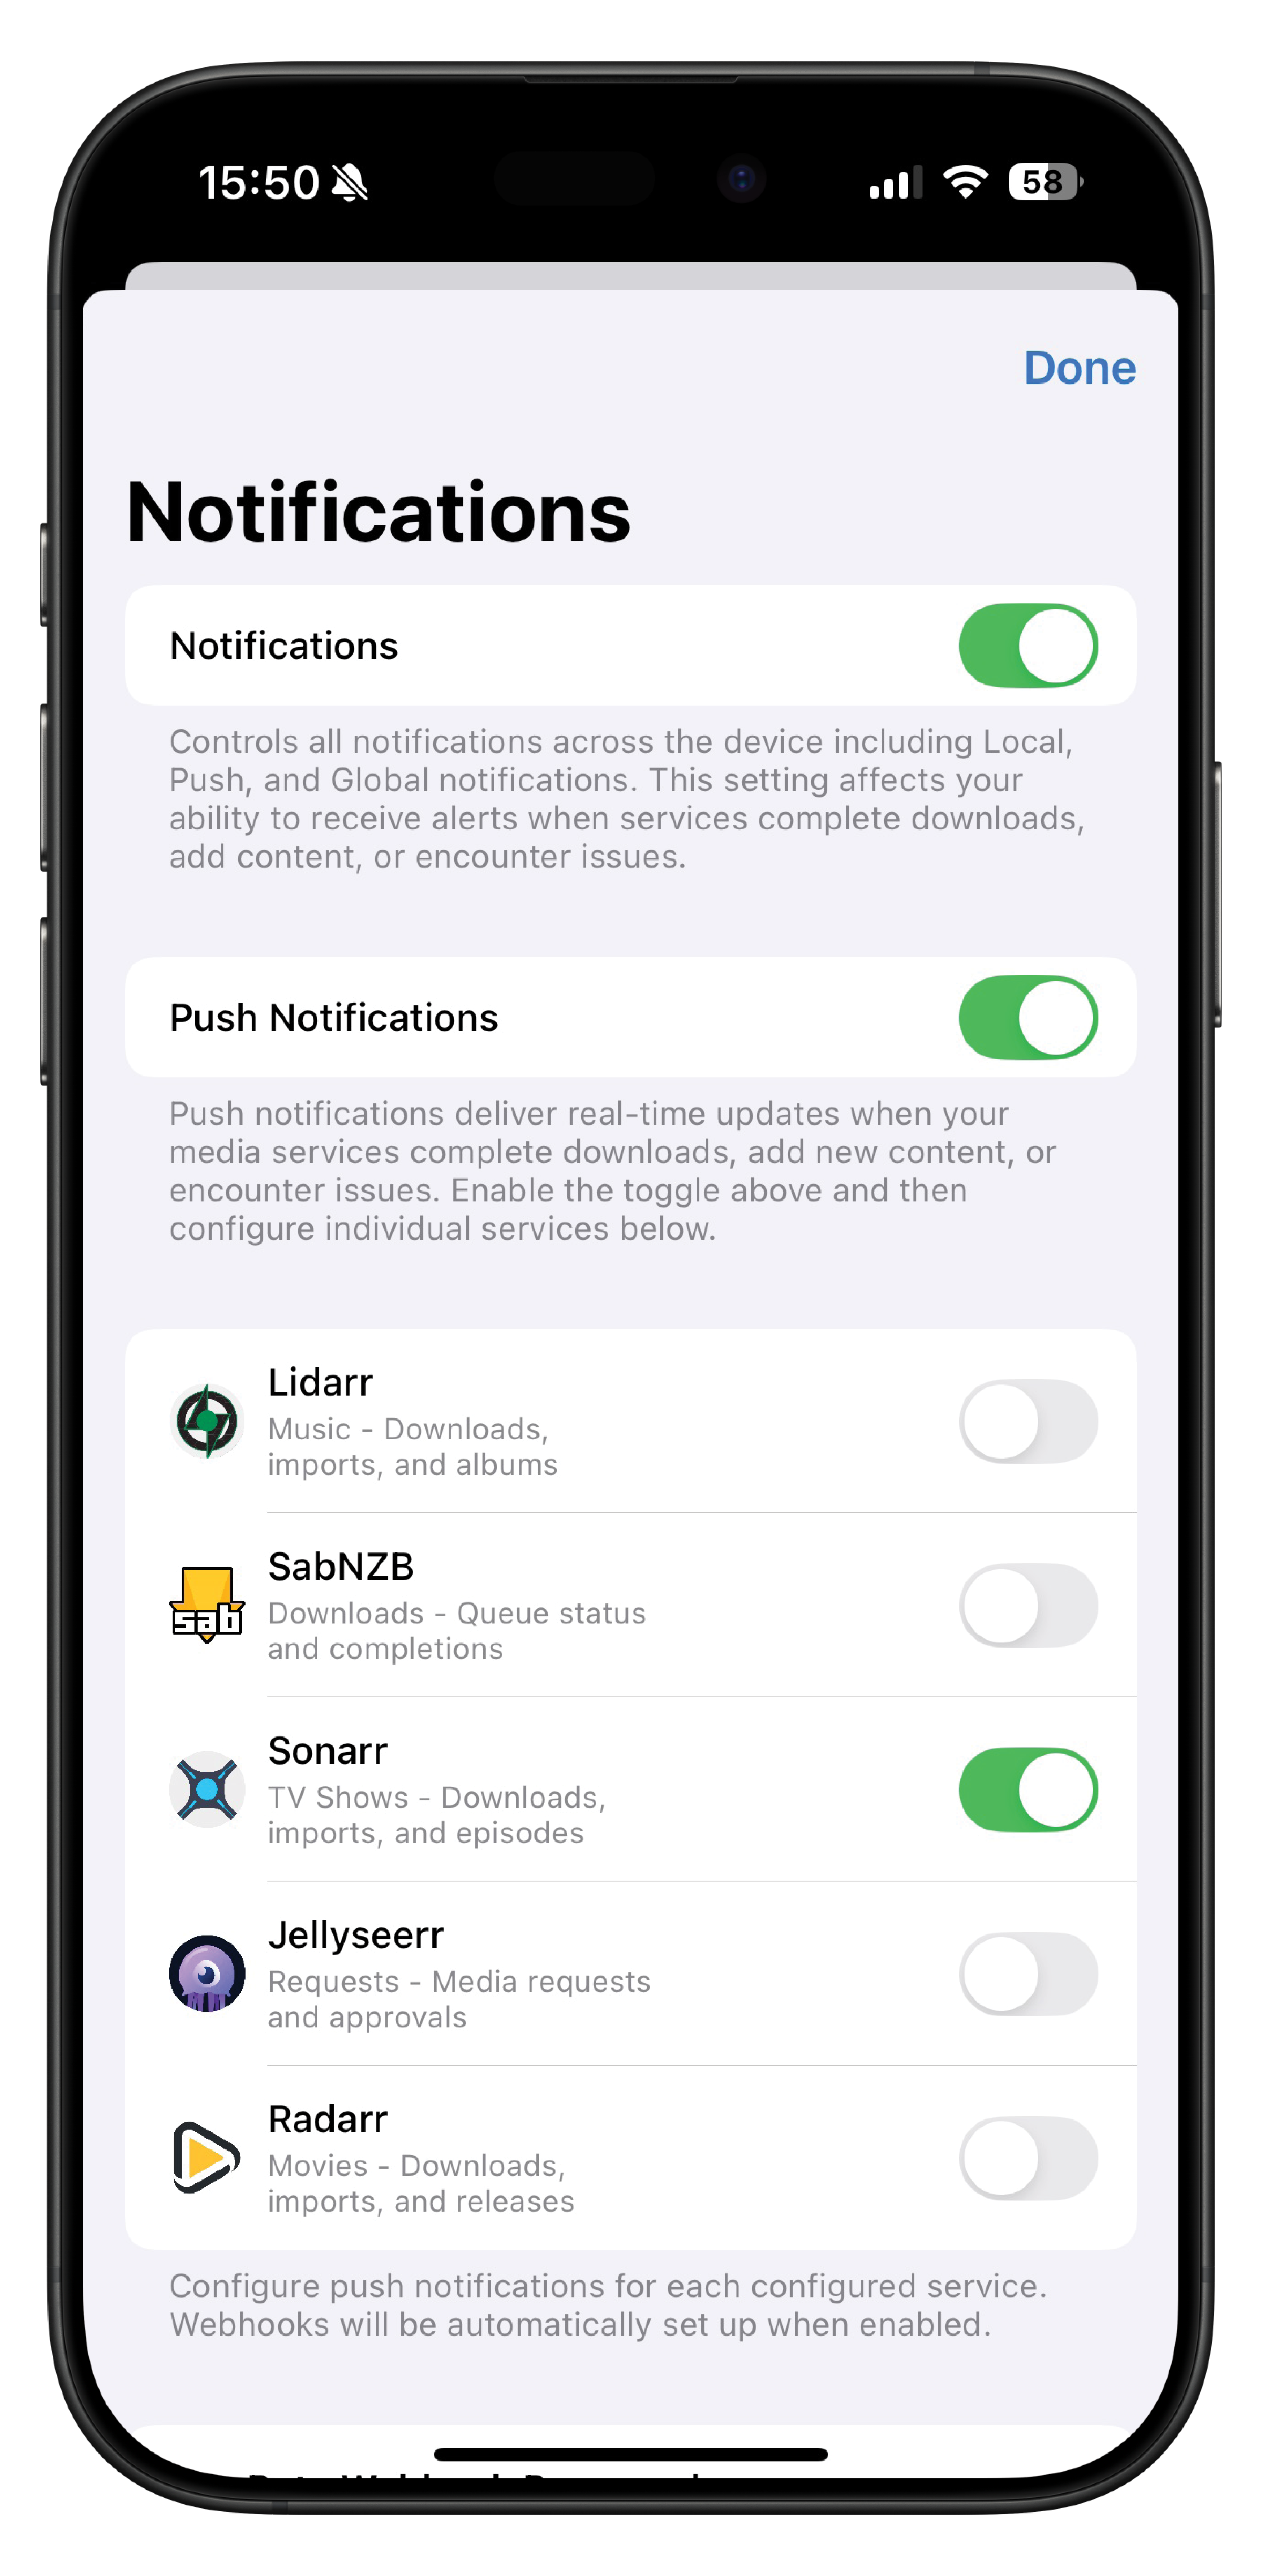 15:50
58
Done
Notifications
Notifications
Controls all notifications across the device including Local,
Push, and Global notifications. This setting affects your
ability to receive alerts when services complete downloads,
add content, or encounter issues.
Push Notifications
Push notifications deliver real-time updates when your
media services complete downloads, add new content, or
encounter issues. Enable the toggle above and then
configure individual services below.
Lidarr
Music - Downloads,
imports, and albums
sab
SabNZB
Downloads - Queue status
and completions
Sonarr
TV Shows - Downloads,
imports, and episodes
Jellyseerr
Requests - Media requests
and approvals
Radarr
Movies - Downloads,
imports, and releases
Configure push notifications for each configured service.
Webhooks will be automatically set up when enabled.